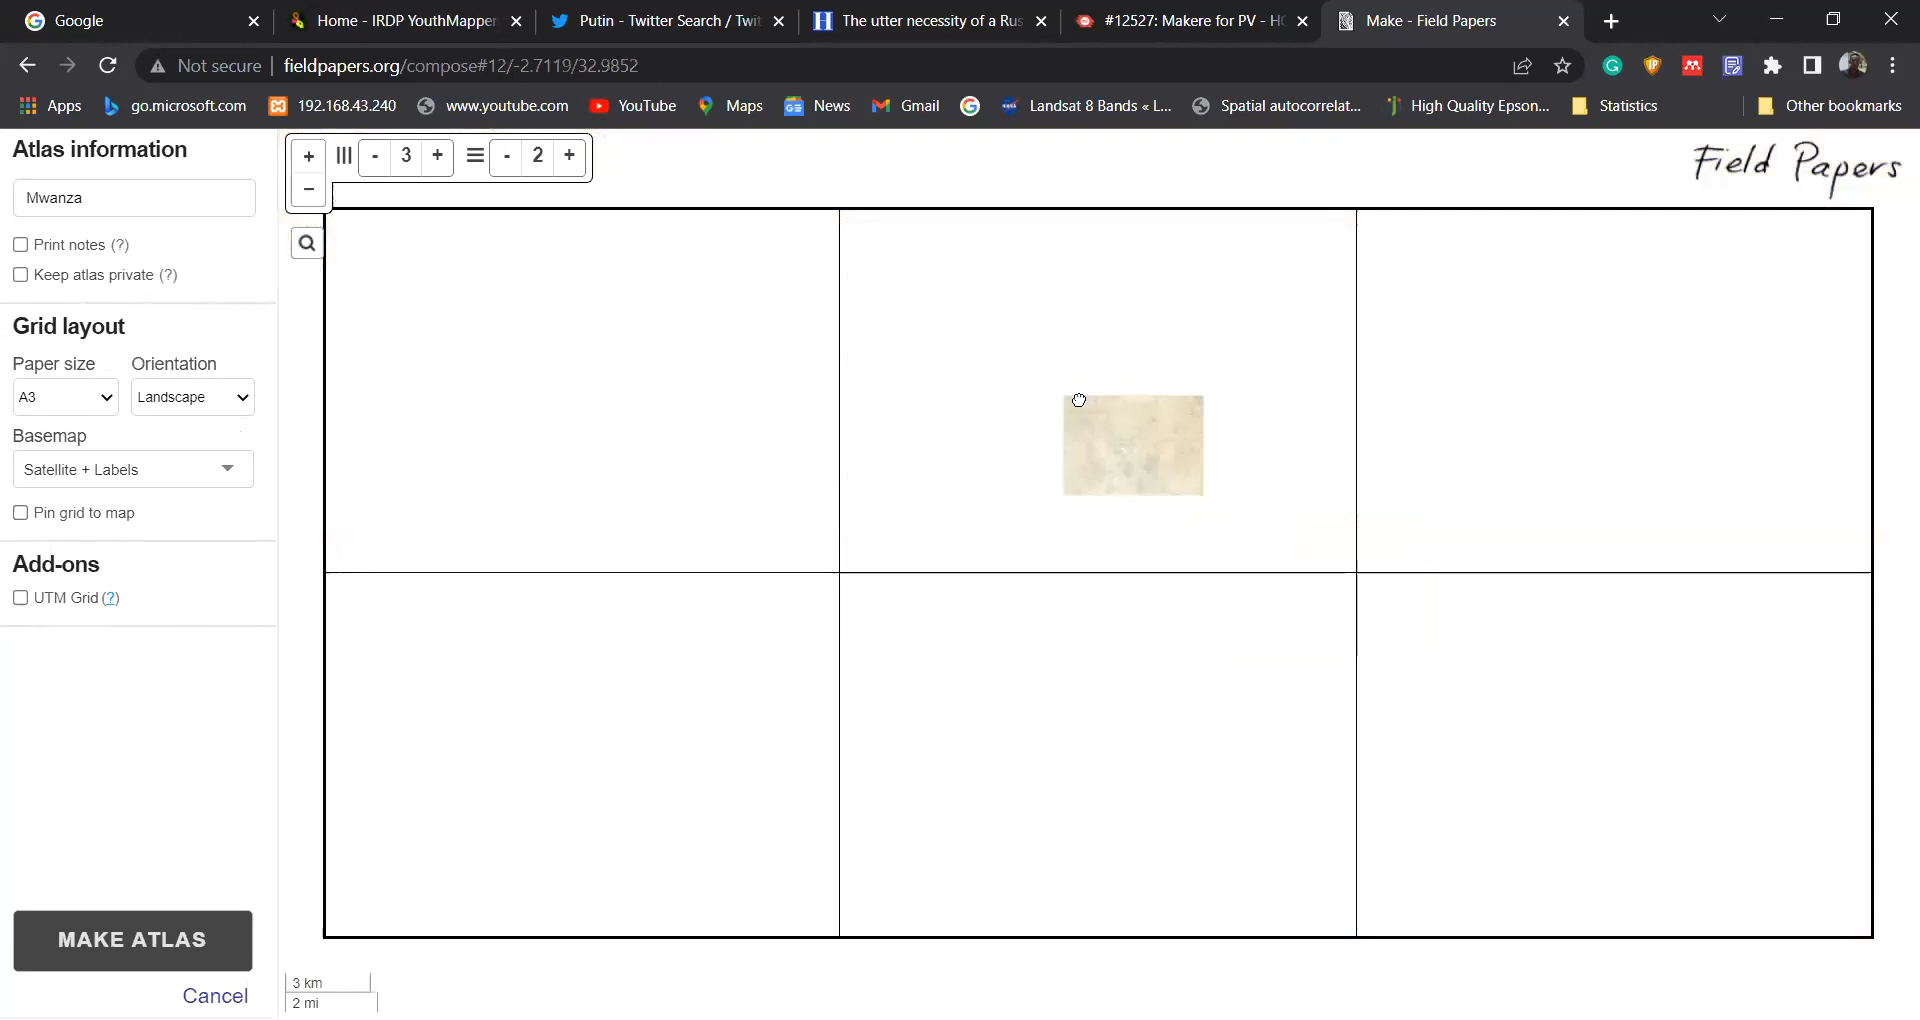 Google
Home - IRDP YouthMapper
Putin - Twitter Search / Twit
The utter necessity of a Rus
#12527: Makere for PV - HO
Make - Field Papers
Not secure | fieldpapers.org/compose#12/-2.7119/32.9852
Apps
go.microsoft.com
192.168.43.240
www.youtube.com
YouTube
Maps
News
Gmail
Landsat 8 Bands « L...
Spatial autocorrelat...
High Quality Epson...
Statistics
Other bookmarks
Atlas information
Mwanza
Print notes (?)
Keep atlas private (?)
Grid layout
Paper size
Orientation
A3
Landscape
Basemap
Satellite + Labels
Pin grid to map
Add-ons
UTM Grid (?)
MAKE ATLAS
Cancel
+
−
- 3 +
- 2 +
Field Papers
3 km
2 mi